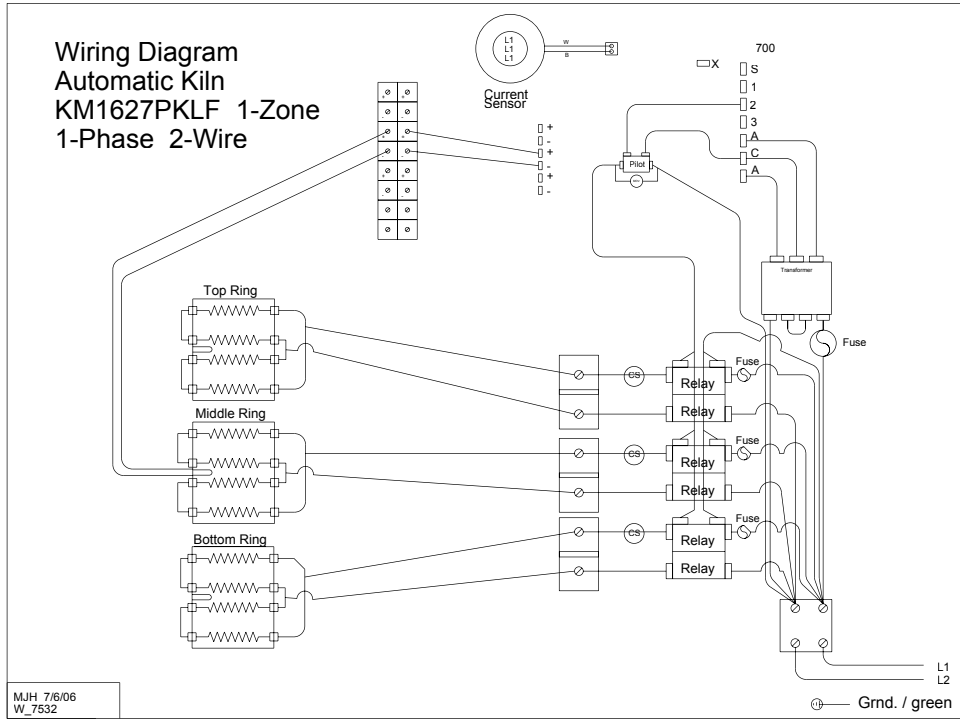 Wiring Diagram
Automatic Kiln
KM1627PKLF 1-Zone
1-Phase 2-Wire
L1
L1
L1
W
B
Current
Sensor
700
X
S
1
2
3
A
C
A
+
-
+
-
+
-
+ +
- -
+ +
- -
+ +
- -
Pilot
Transformer
Fuse
Top Ring
CS
Relay
Fuse
Relay
Middle Ring
CS
Relay
Fuse
Relay
Bottom Ring
CS
Relay
Fuse
Relay
L1
L2
Grnd. / green
MJH 7/6/06
W_7532